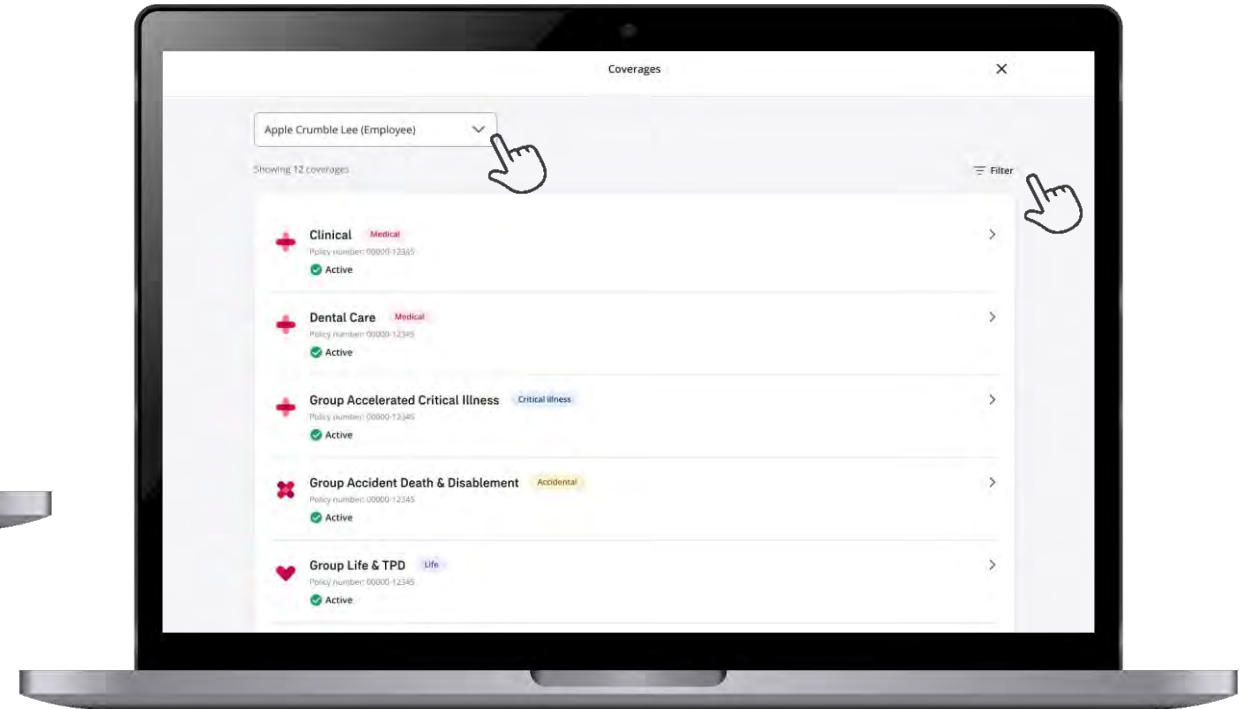 Coverages
Apple Crumble Lee (Employee)
Showing 12 coverages
Filter
Clinical Medical
Policy number: 00000-12345
Active
Dental Care Medical
Policy number: 00000-12345
Active
Group Accelerated Critical Illness Critical illness
Policy number: 00000-12345
Active
Group Accident Death & Disablement Accidental
Policy number: 00000-12345
Active
Group Life & TPD Life
Policy number: 00000-12345
Active